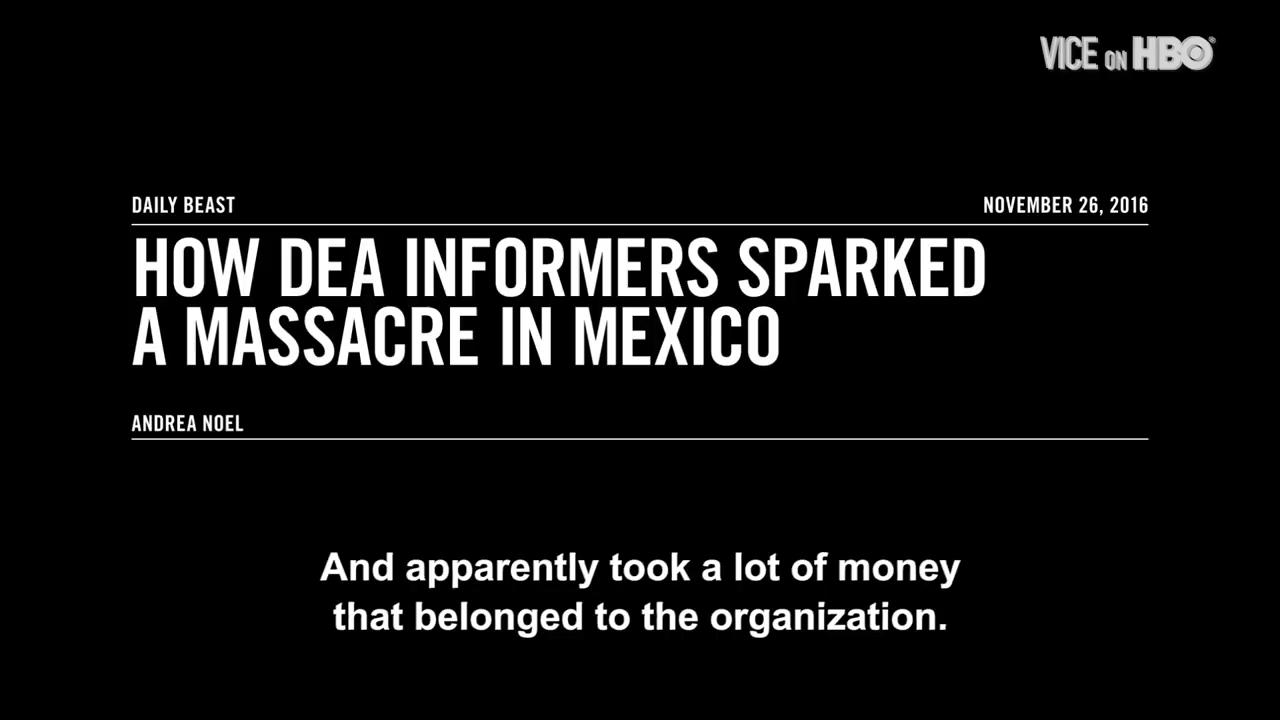 VICE ON HBO®
DAILY BEAST
NOVEMBER 26, 2016
HOW DEA INFORMERS SPARKED
A MASSACRE IN MEXICO
ANDREA NOEL
And apparently took a lot of money
that belonged to the organization.